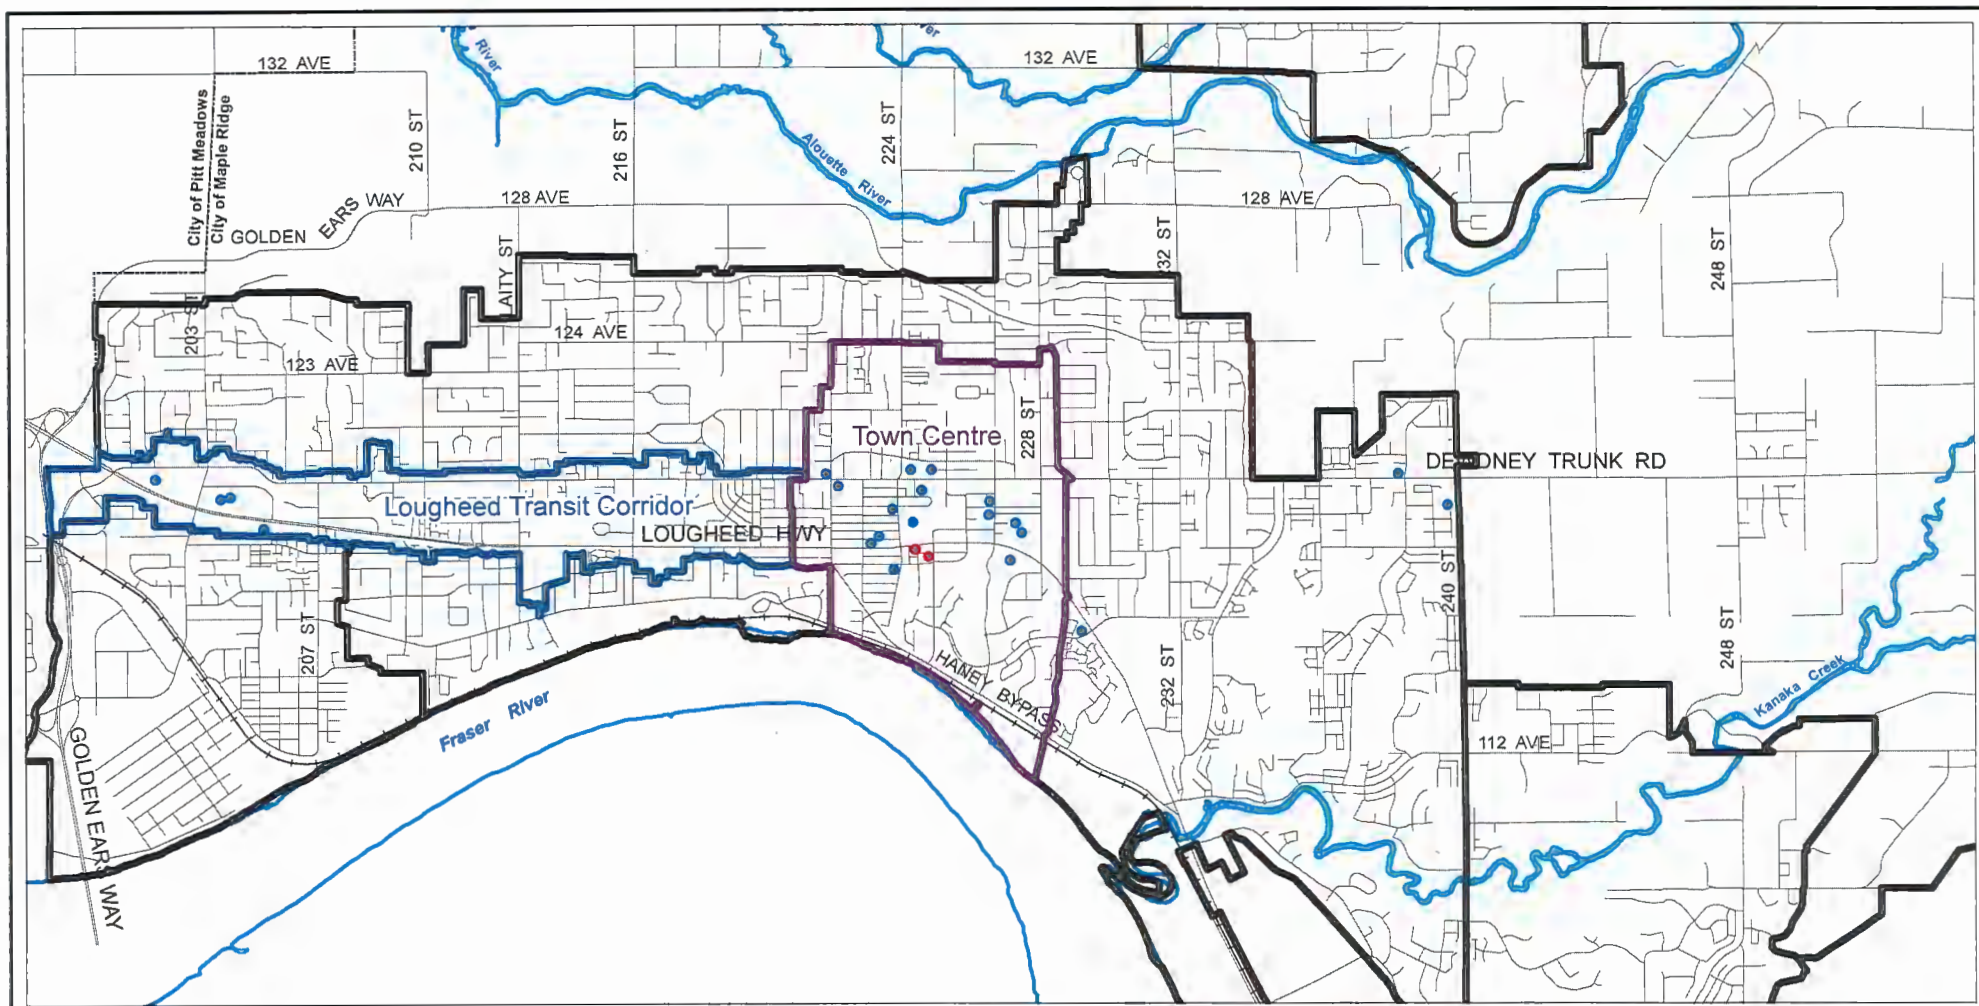 River
ver
132 AVE
132 AVE
City of Pitt Meadows
City of Maple Ridge
210 ST
216 ST
224 ST
Alouette River
128 AVE
128 AVE
GOLDEN EARS WAY
232 ST
248 ST
LAITY ST
203 ST
124 AVE
123 AVE
228 ST
Town Centre
DEWDNEY TRUNK RD
Lougheed Transit Corridor
LOUGHEED HWY
240 ST
207 ST
232 ST
248 ST
HANEY BYPASS
Kanaka Creek
Fraser River
112 AVE
GOLDEN EARS WAY